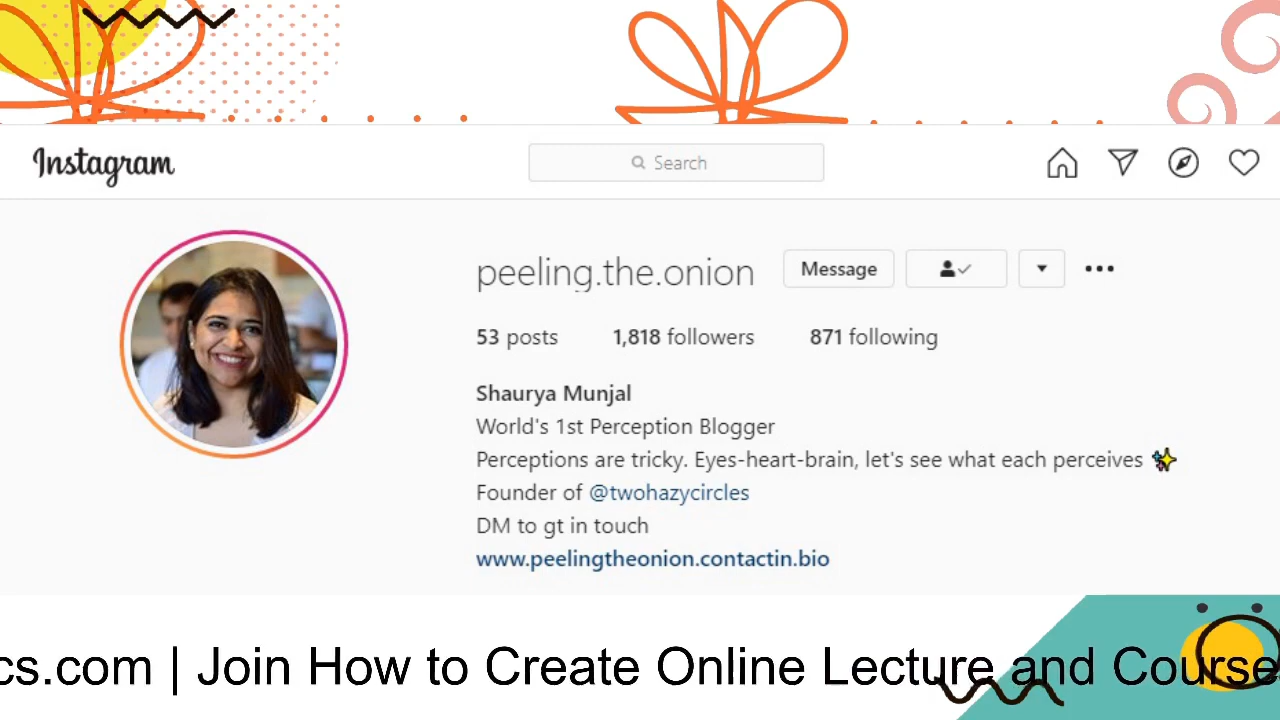 Instagram
Search
peeling.the.onion
Message
53 posts 1,818 followers 871 following
Shaurya Munjal
World's 1st Perception Blogger
Perceptions are tricky. Eyes-heart-brain, let's see what each perceives ✨
Founder of @twohazycircles
DM to gt in touch
www.peelingtheonion.contactin.bio
cs.com | Join How to Create Online Lecture and Course